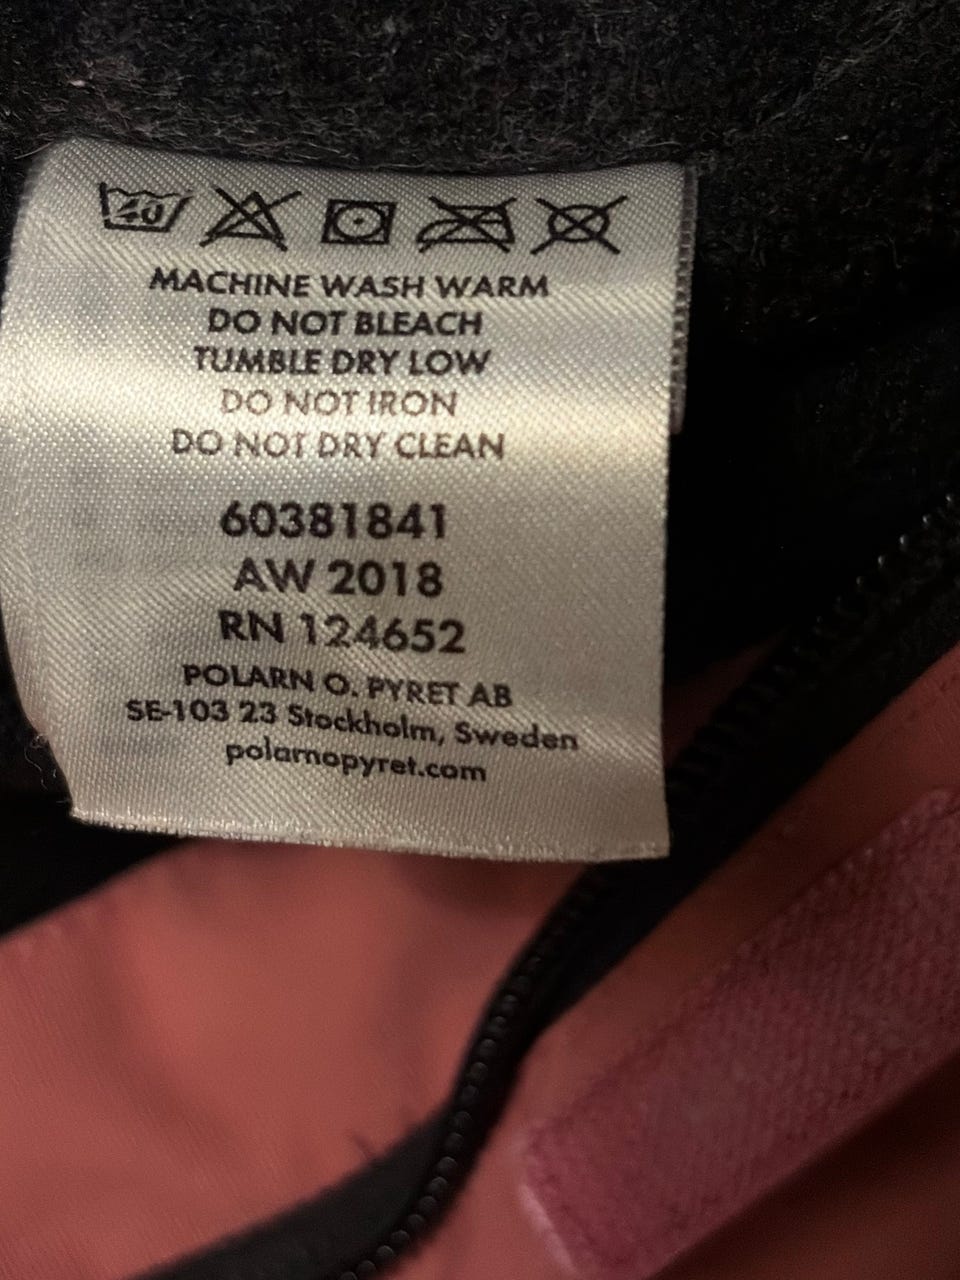 40
MACHINE WASH WARM
DO NOT BLEACH
TUMBLE DRY LOW
DO NOT IRON
DO NOT DRY CLEAN
60381841
AW 2018
RN 124652
POLARN O. PYRET AB
SE-103 23 Stockholm, Sweden
polarnopyret.com